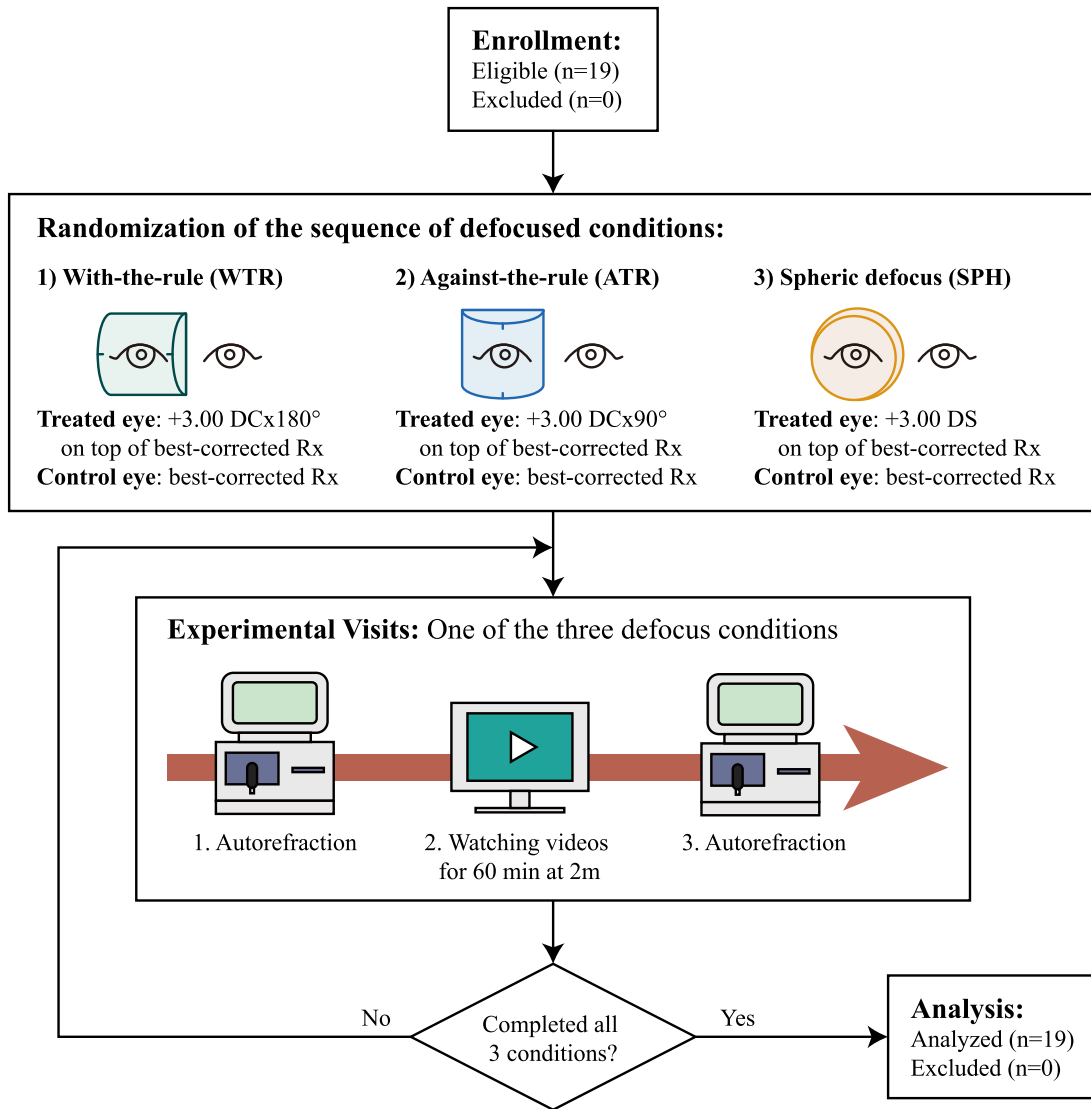 Enrollment:
Eligible (n=19)
Excluded (n=0)
Randomization of the sequence of defocused conditions:
1) With-the-rule (WTR)
Treated eye: +3.00 DCx180°
on top of best-corrected Rx
Control eye: best-corrected Rx
2) Against-the-rule (ATR)
Treated eye: +3.00 DCx90°
on top of best-corrected Rx
Control eye: best-corrected Rx
3) Spheric defocus (SPH)
Treated eye: +3.00 DS
on top of best-corrected Rx
Control eye: best-corrected Rx
Experimental Visits: One of the three defocus conditions
1. Autorefraction
2. Watching videos
for 60 min at 2m
3. Autorefraction
Completed all
3 conditions?
No
Yes
Analysis:
Analyzed (n=19)
Excluded (n=0)